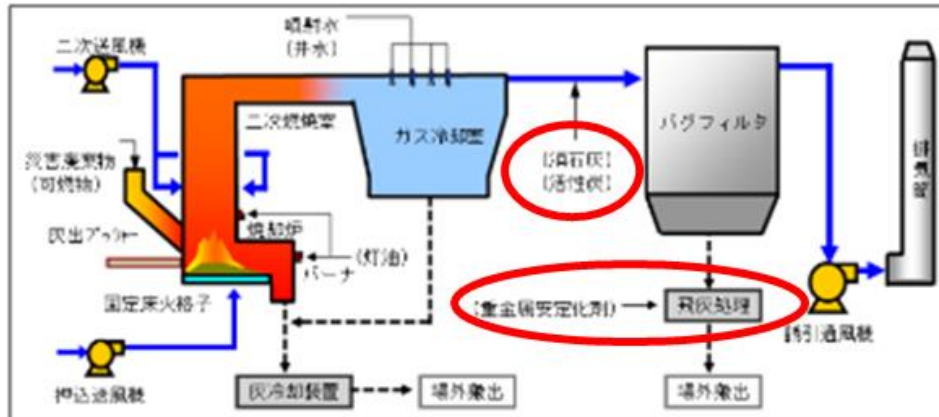 噴射水
(井水)
二次送風機
二次燃焼室
ガス冷却室
バグフィルタ
排気筒
災害廃棄物
(可燃物)
(消石灰)
(活性炭)
灰出プッシャー
焼却炉
(灯油)
バーナ
固定床火格子
(重金属安定化剤)
飛灰処理
誘引通風機
押込送風機
灰冷却装置
場外搬出
場外搬出